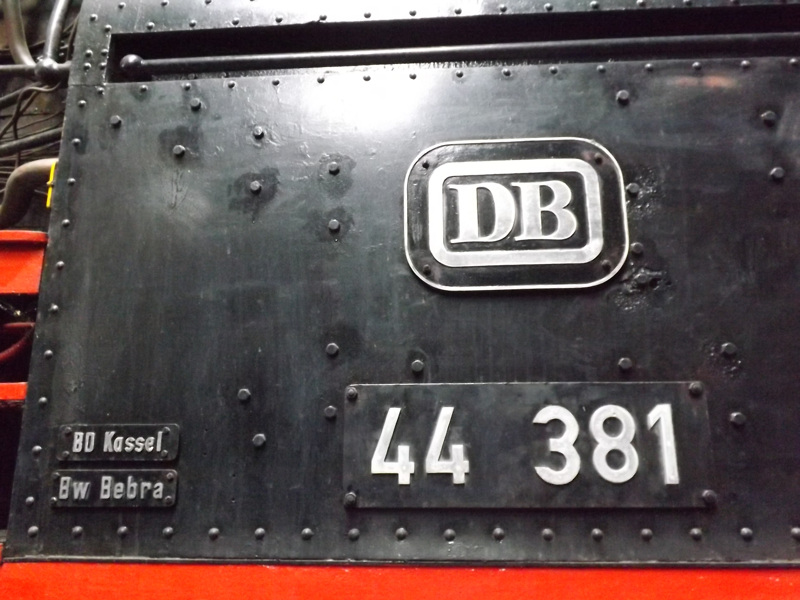 DB
44 381
BD Kassel
Bw Bebra